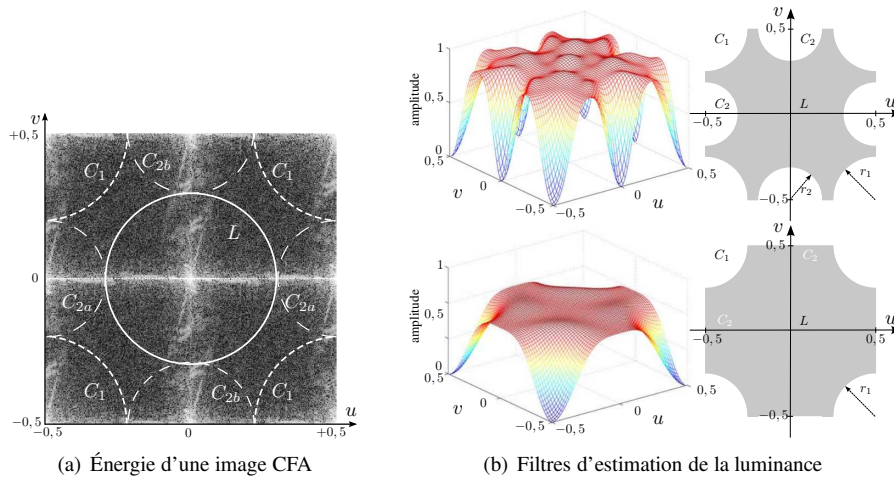 v
+0,5
C1
C2b
C1
L
0
C2a
C2a
C1
C2b
C1
−0,5
u
−0,5
0
+0,5
(a) Énergie d'une image CFA
amplitude
1
0,5
0
0,5
v
0
−0,5
−0,5
0
u
0,5
v
0,5
C1
C2
C2
L
u
−0,5
0,5
r2
r1
−0,5
amplitude
1
0,5
0
0,5
v
0
−0,5
−0,5
0
u
0,5
v
0,5
C1
C2
C2
L
u
−0,5
0,5
r1
−0,5
(b) Filtres d'estimation de la luminance